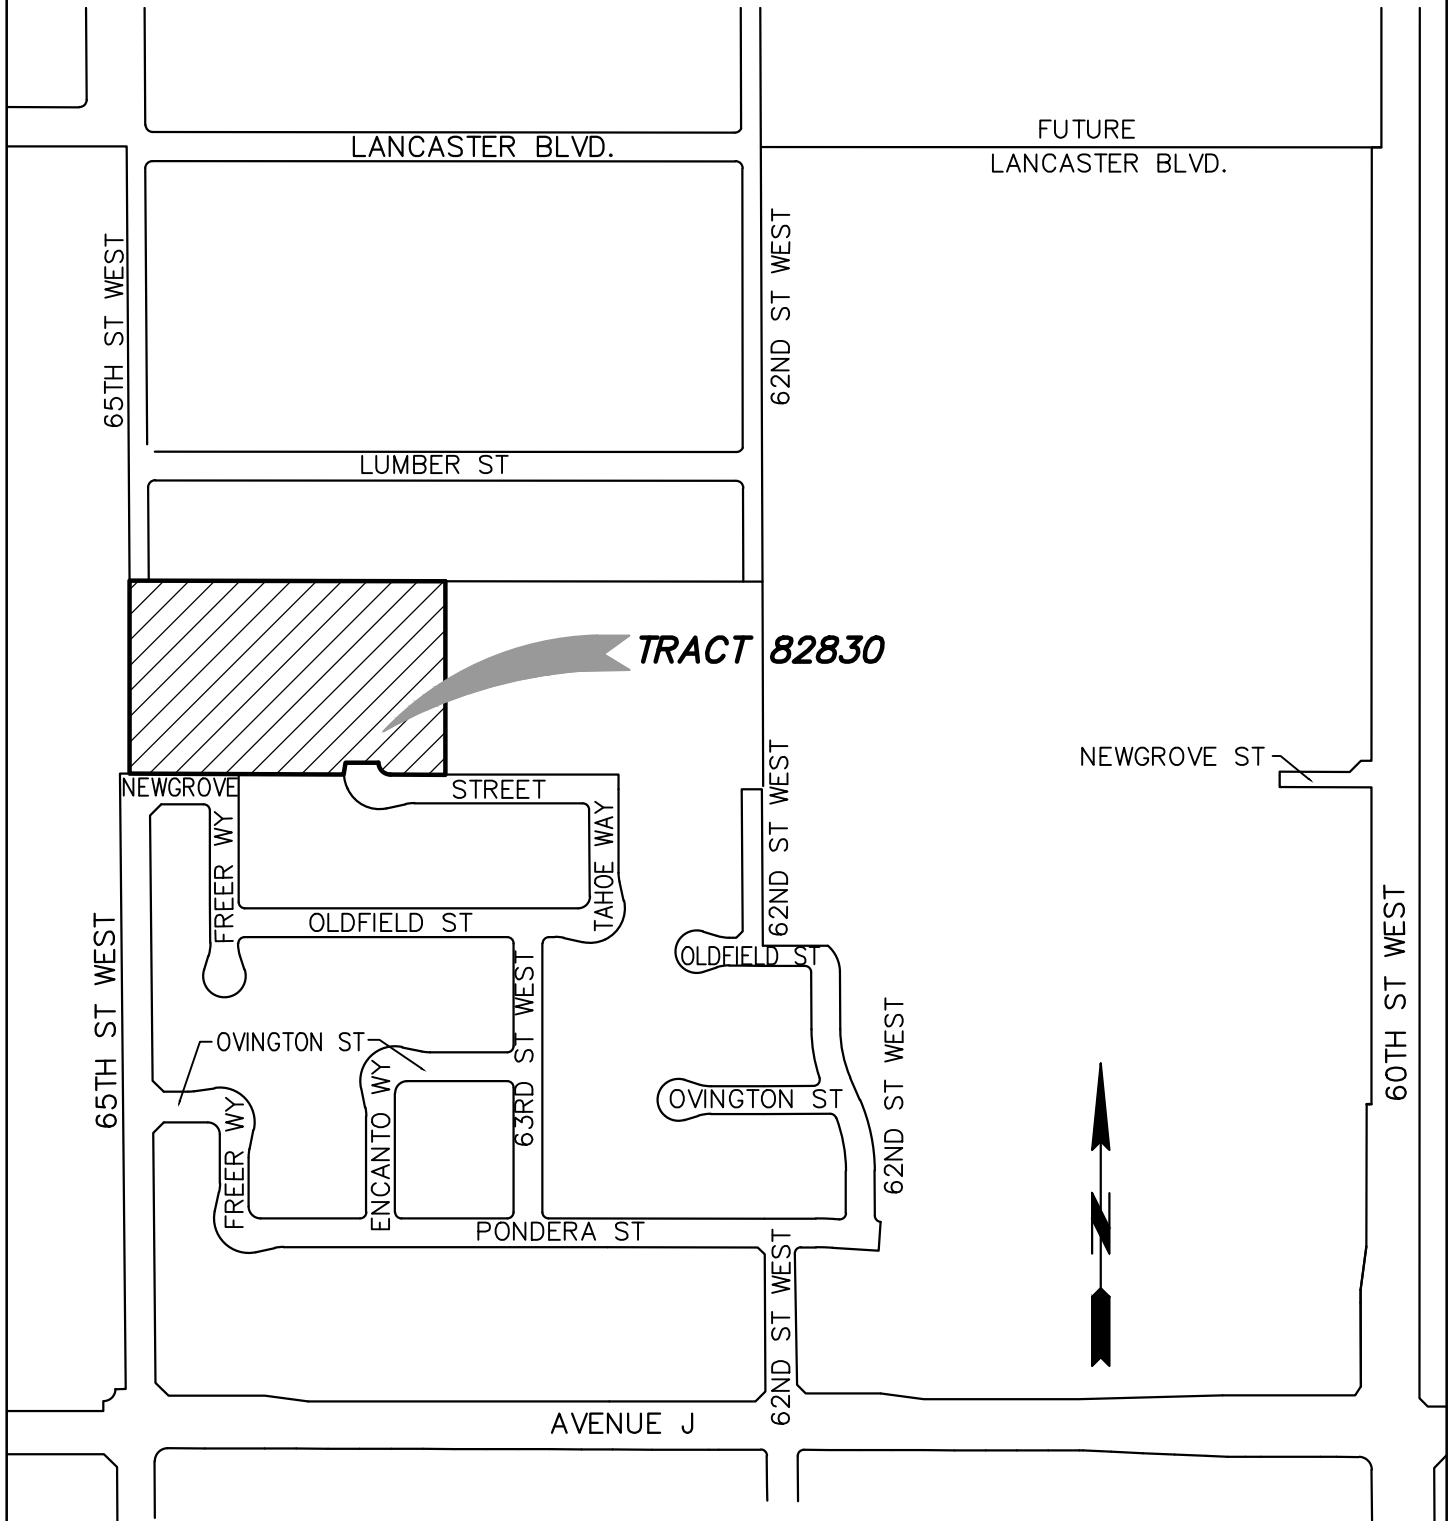 FUTURE
LANCASTER BLVD.
LANCASTER BLVD.
65TH ST WEST
62ND ST WEST
LUMBER ST
TRACT 82830
NEWGROVE
STREET
NEWGROVE ST
62ND ST WEST
FREER WY
TAHOE WAY
OLDFIELD ST
OLDFIELD ST
65TH ST WEST
63RD ST WEST
60TH ST WEST
OVINGTON ST
62ND ST WEST
ENCANTO WY
OVINGTON ST
FREER WY
N
PONDERA ST
62ND ST WEST
AVENUE J